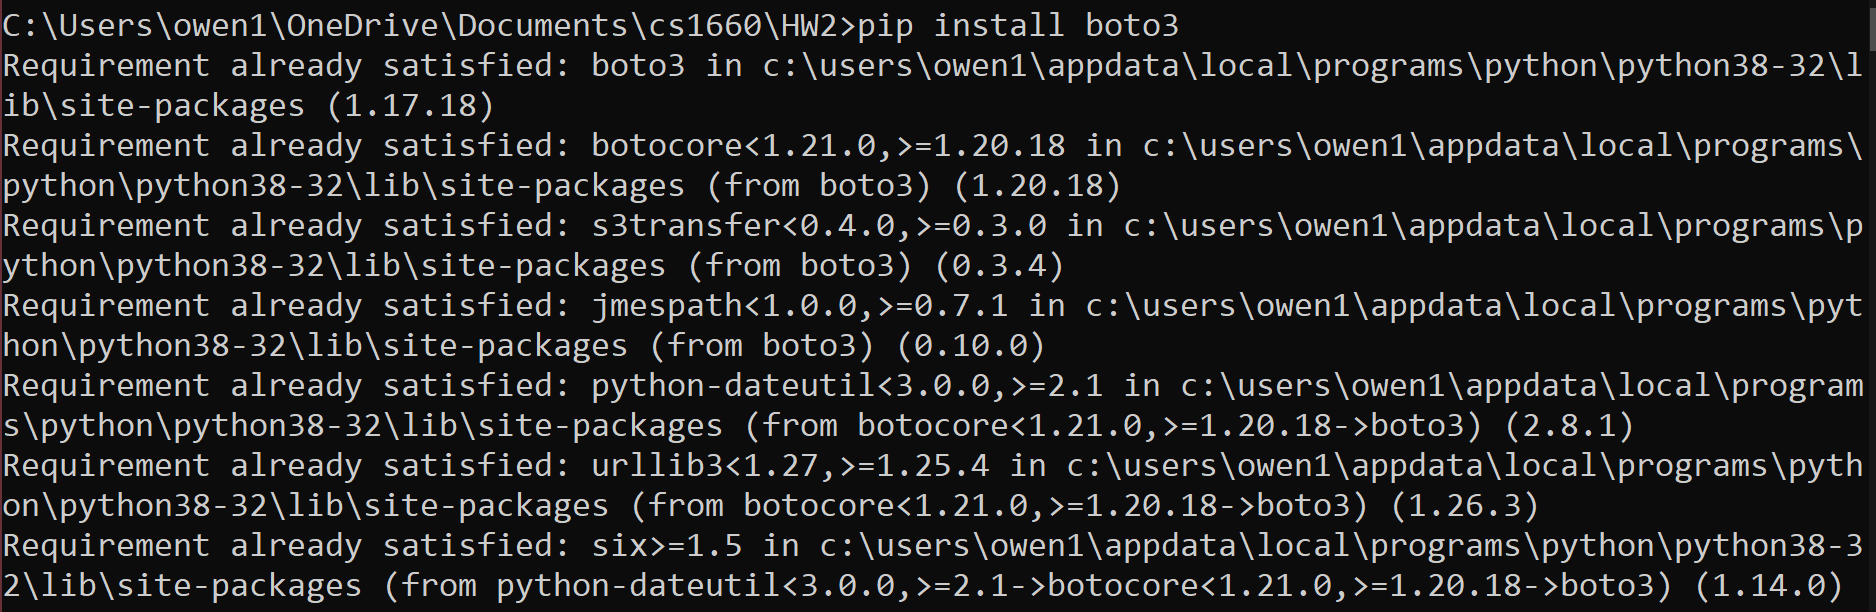 C:\Users\owen1\OneDrive\Documents\cs1660\HW2>pip install boto3
Requirement already satisfied: boto3 in c:\users\owen1\appdata\local\programs\python\python38-32\l
ib\site-packages (1.17.18)
Requirement already satisfied: botocore<1.21.0,>=1.20.18 in c:\users\owen1\appdata\local\programs\
python\python38-32\lib\site-packages (from boto3) (1.20.18)
Requirement already satisfied: s3transfer<0.4.0,>=0.3.0 in c:\users\owen1\appdata\local\programs\p
ython\python38-32\lib\site-packages (from boto3) (0.3.4)
Requirement already satisfied: jmespath<1.0.0,>=0.7.1 in c:\users\owen1\appdata\local\programs\pyt
hon\python38-32\lib\site-packages (from boto3) (0.10.0)
Requirement already satisfied: python-dateutil<3.0.0,>=2.1 in c:\users\owen1\appdata\local\program
s\python\python38-32\lib\site-packages (from botocore<1.21.0,>=1.20.18->boto3) (2.8.1)
Requirement already satisfied: urllib3<1.27,>=1.25.4 in c:\users\owen1\appdata\local\programs\pyth
on\python38-32\lib\site-packages (from botocore<1.21.0,>=1.20.18->boto3) (1.26.3)
Requirement already satisfied: six>=1.5 in c:\users\owen1\appdata\local\programs\python\python38-3
2\lib\site-packages (from python-dateutil<3.0.0,>=2.1->botocore<1.21.0,>=1.20.18->boto3) (1.14.0)